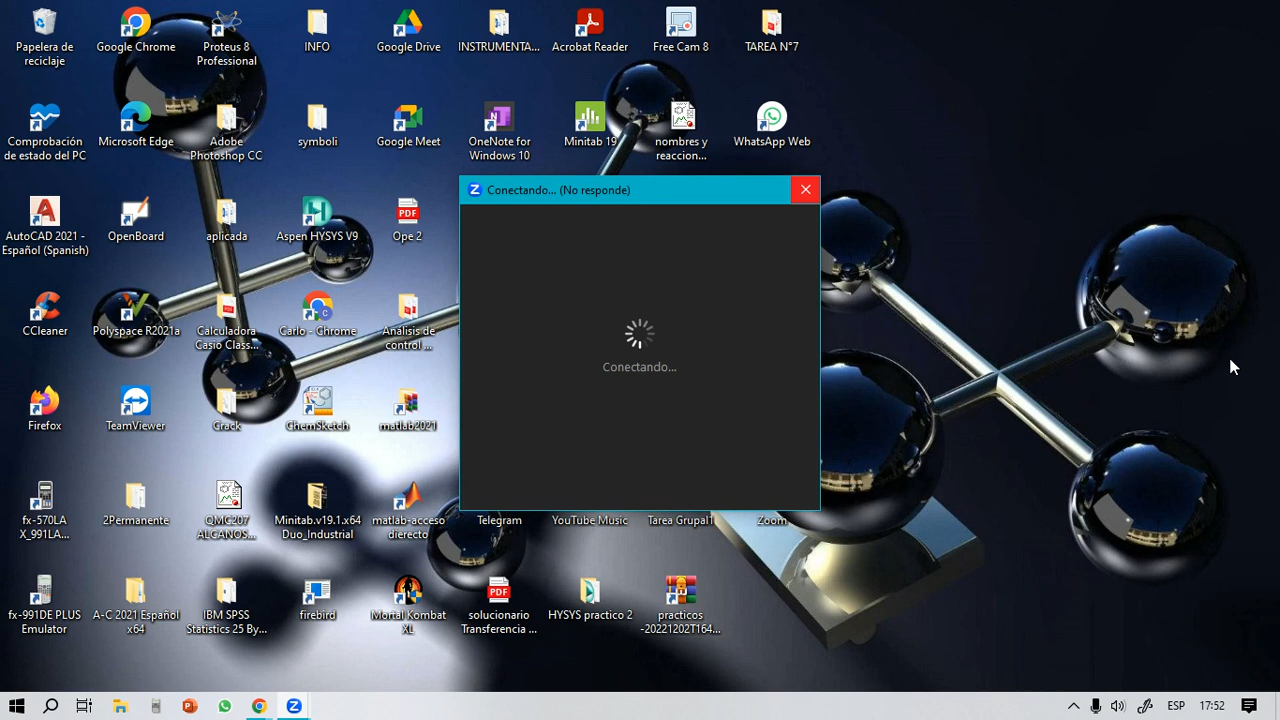 Papelera de
reciclaje
Google Chrome
Proteus 8
Professional
INFO
Google Drive
INSTRUMENTA...
Acrobat Reader
Free Cam 8
TAREA N°7
Comprobación
de estado del PC
Microsoft Edge
Adobe
Photoshop CC
symboli
Google Meet
OneNote for
Windows 10
Minitab 19
nombres y
reaccion...
WhatsApp Web
Conectando... (No responde)
AutoCAD 2021 -
Español (Spanish)
OpenBoard
aplicada
Aspen HYSYS V9
PDF
Ope 2
CCleaner
Polyspace R2021a
Calculadora
Casio Class...
Carlo - Chrome
Análisis de
control ...
Conectando...
Firefox
TeamViewer
Crack
ChemSketch
matlab2021
fx-570LA
X_991LA...
2Permanente
QMC207
ALCANOS...
Minitab.v19.1.x64
Duo_Industrial
matlab-acceso
dierecto
Telegram
YouTube Music
Tarea Grupal1
Zoom
fx-991DE PLUS
Emulator
A-C 2021 Español
x64
IBM SPSS
Statistics 25 By...
firebird
Mortal Kombat
XL
PDF
solucionario
Transferencia ...
HYSYS practico 2
practicos
-20221202T164...
ESP
17:52